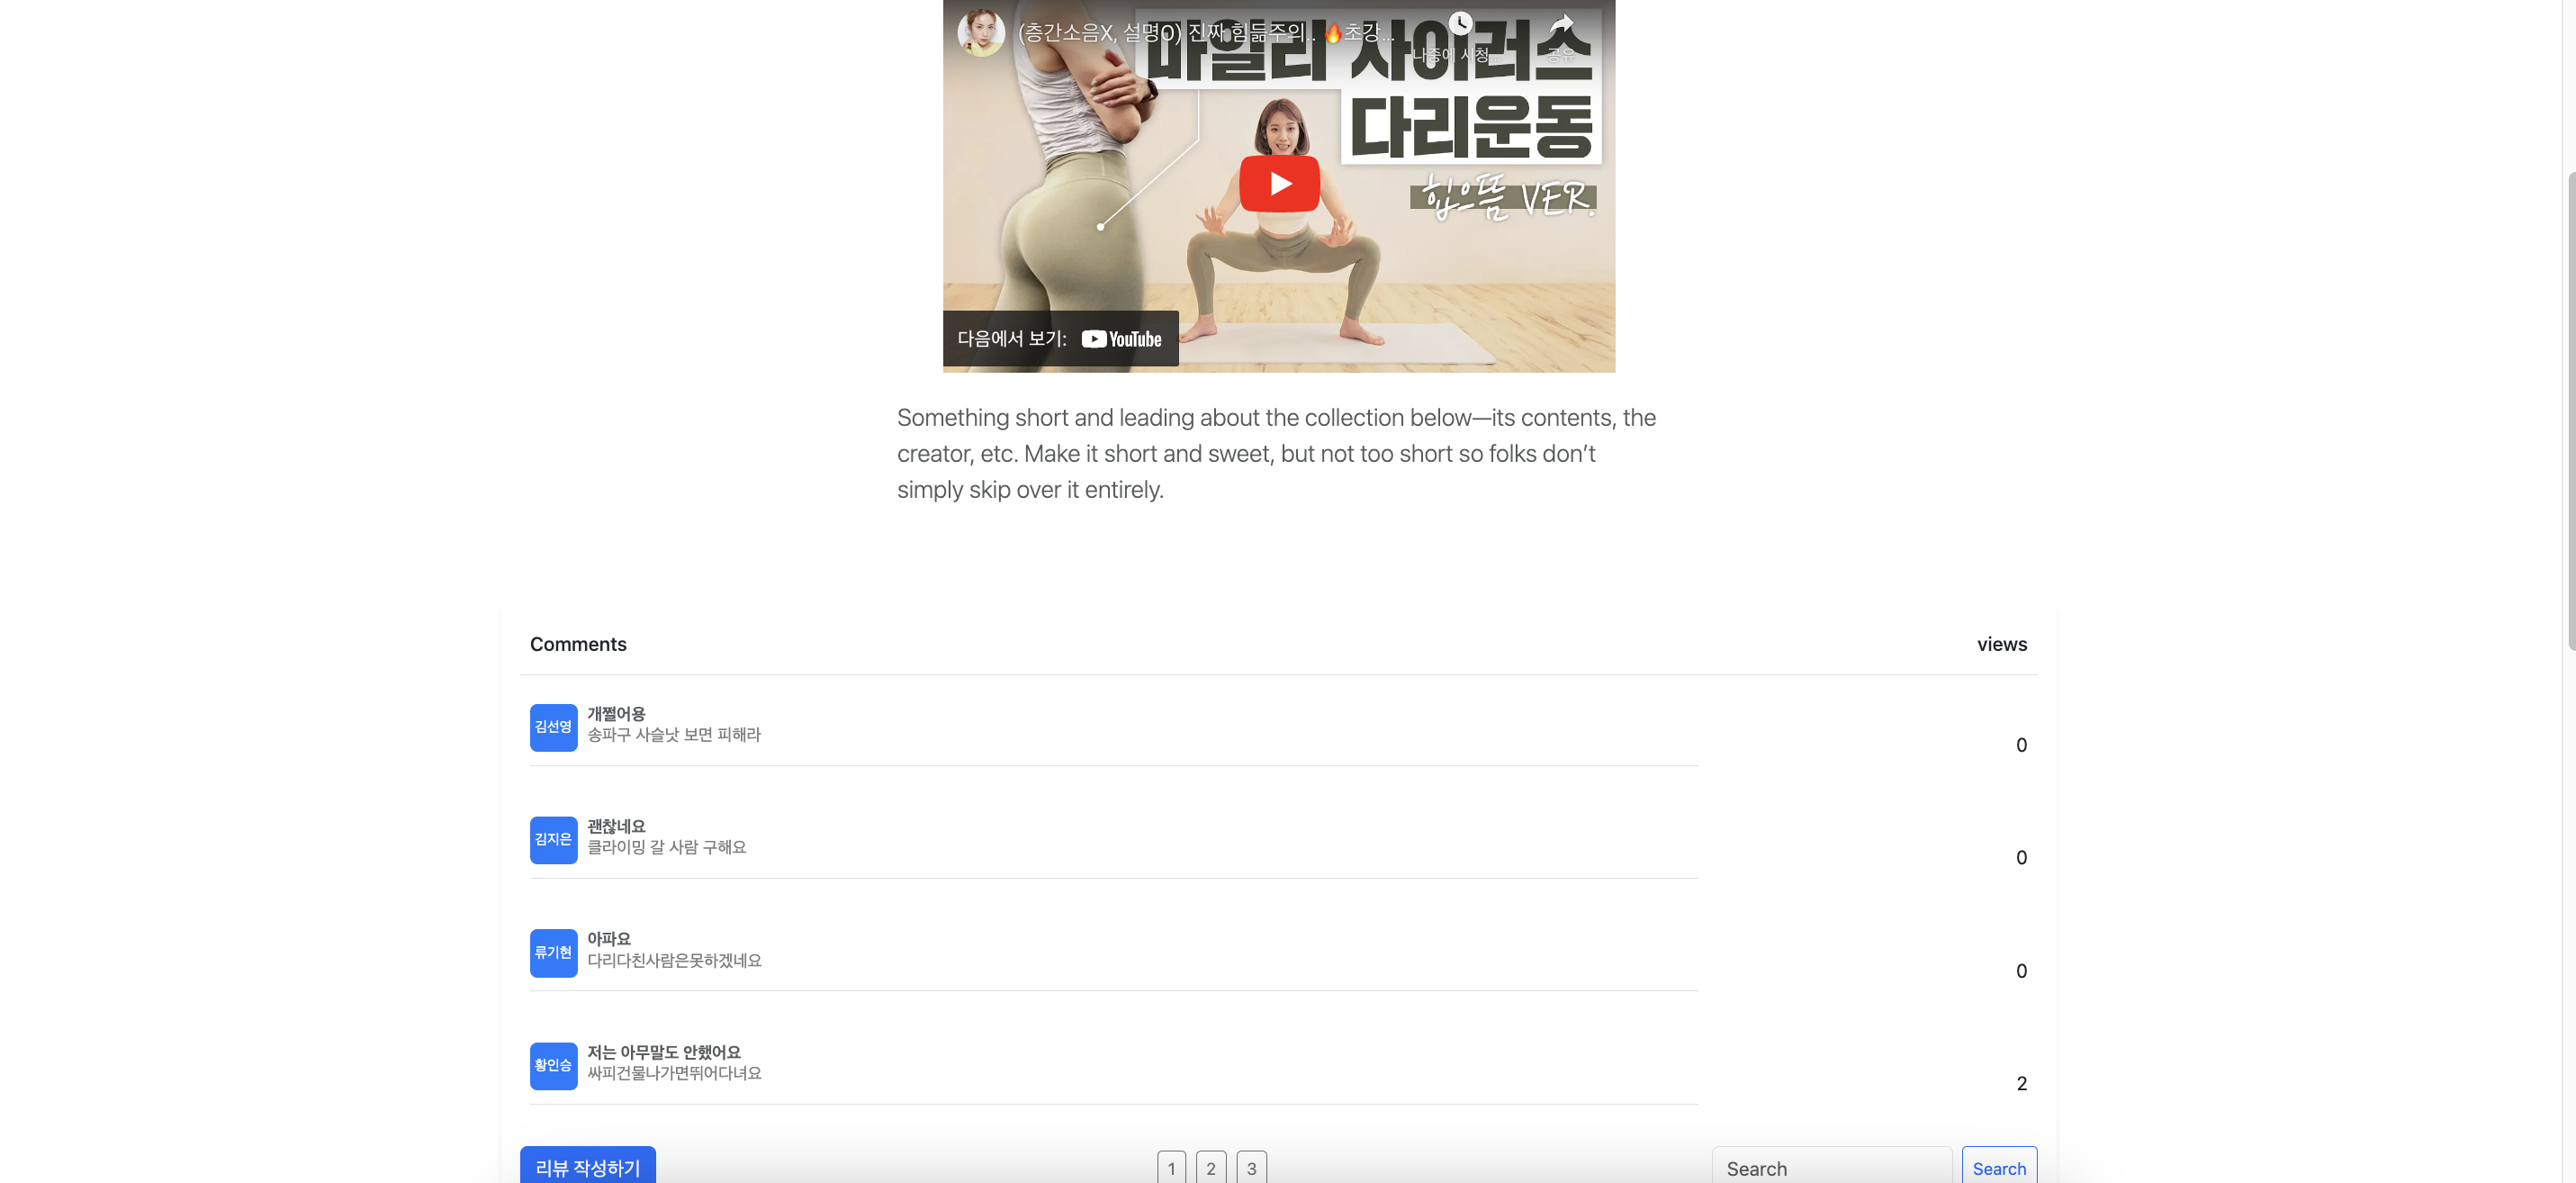 (층간소음X, 설명O) 진짜 힘듦주의.. 🔥초강...
나중에 시청...
공유
마일리 사이러스
다리운동
힙으뜸 VER.
다음에서 보기: YouTube
Something short and leading about the collection below—its contents, the
creator, etc. Make it short and sweet, but not too short so folks don’t
simply skip over it entirely.
Comments views
김선영 개쩔어용
송파구 사슬낫 보면 피해라
0
김지은 괜찮네요
클라이밍 갈 사람 구해요
0
류기현 아파요
다리다친사람은못하겠네요
0
황인승 저는 아무말도 안했어요
싸피건물나가면뛰어다녀요
2
리뷰 작성하기 1 2 3 Search Search